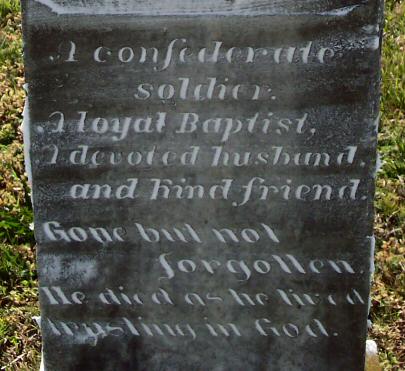 A confederate
soldier.
A loyal Baptist,
A devoted husband,
and kind friend.
Gone but not
forgotten.
He died as he lived
trusting in God.